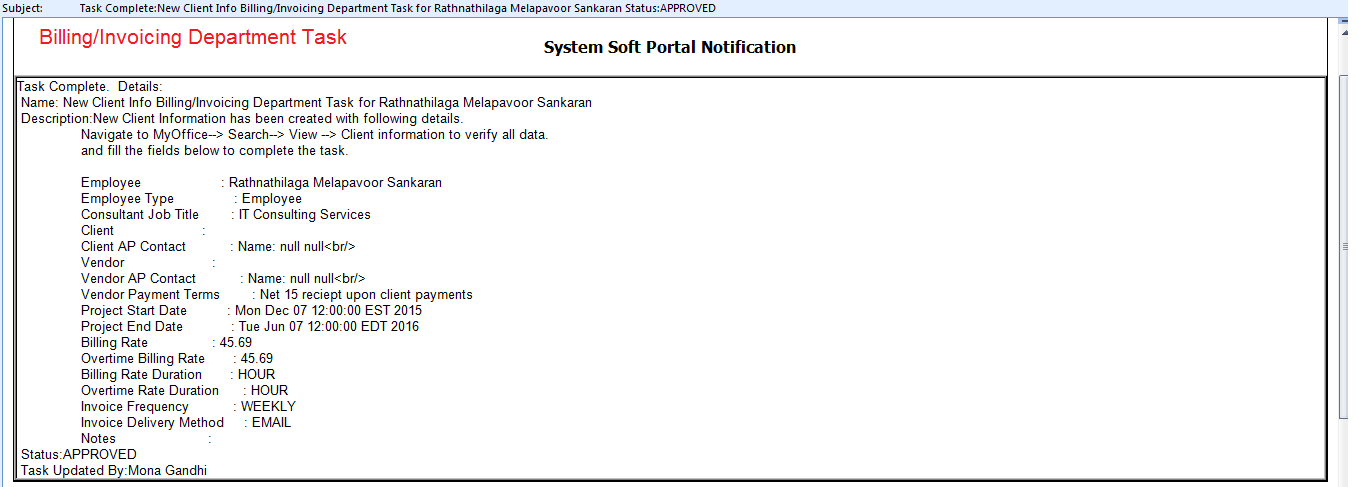 Subject: Task Complete:New Client Info Billing/Invoicing Department Task for Rathnathilaga Melapavoor Sankaran Status:APPROVED
Billing/Invoicing Department Task
System Soft Portal Notification
Task Complete. Details:
Name: New Client Info Billing/Invoicing Department Task for Rathnathilaga Melapavoor Sankaran
Description:New Client Information has been created with following details.
Navigate to MyOffice--> Search--> View --> Client information to verify all data.
and fill the fields below to complete the task.
Employee : Rathnathilaga Melapavoor Sankaran
Employee Type : Employee
Consultant Job Title : IT Consulting Services
Client :
Client AP Contact : Name: null null<br/>
Vendor :
Vendor AP Contact : Name: null null<br/>
Vendor Payment Terms : Net 15 reciept upon client payments
Project Start Date : Mon Dec 07 12:00:00 EST 2015
Project End Date : Tue Jun 07 12:00:00 EDT 2016
Billing Rate : 45.69
Overtime Billing Rate : 45.69
Billing Rate Duration : HOUR
Overtime Rate Duration : HOUR
Invoice Frequency : WEEKLY
Invoice Delivery Method : EMAIL
Notes :
Status:APPROVED
Task Updated By:Mona Gandhi